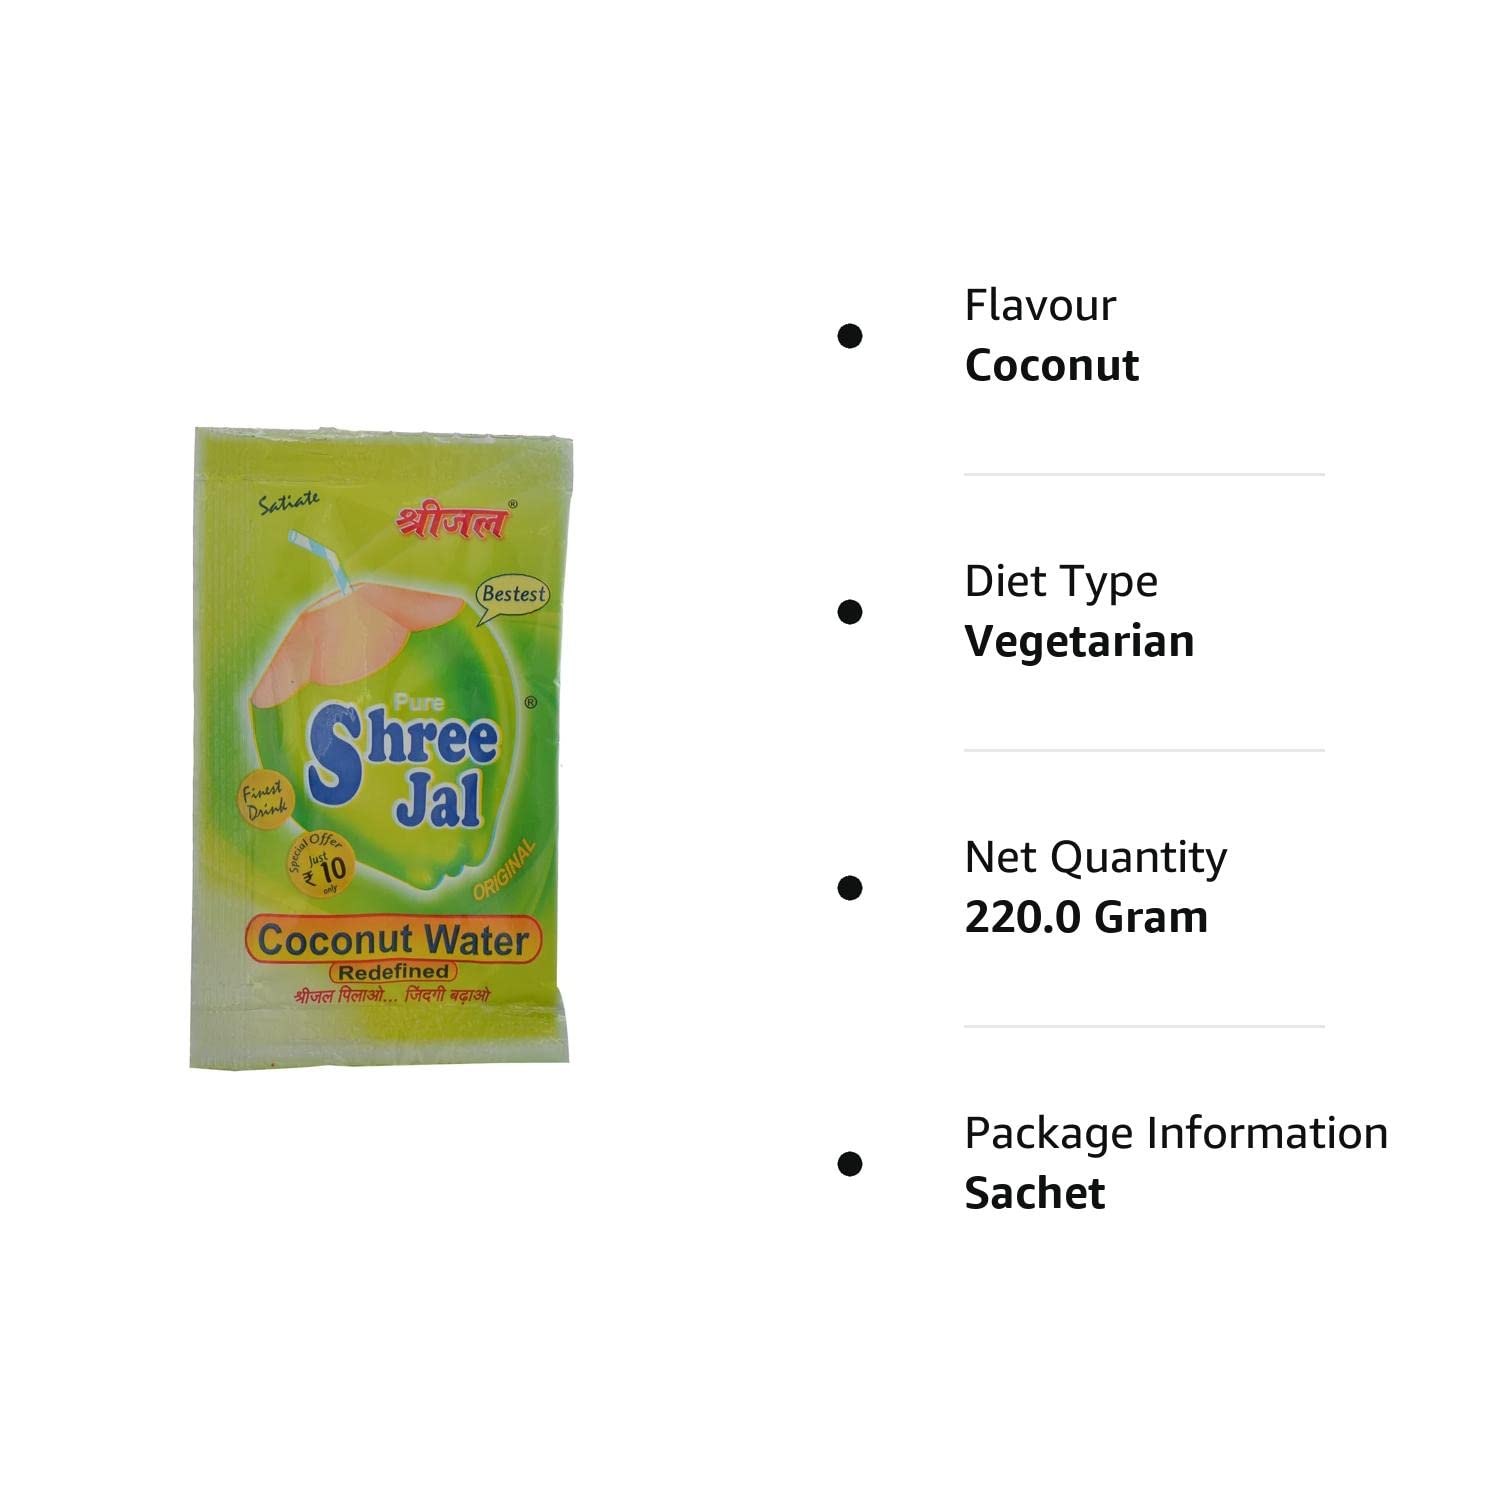 Satiate
श्रीजल®
Bestest
Pure
Shree ®
Jal
Finest
Drink
Special Offer
Just
₹ 10
only
ORIGINAL
Coconut Water
Redefined
श्रीजल पिलाओ... जिंदगी बढ़ाओ
Flavour
Coconut
Diet Type
Vegetarian
Net Quantity
220.0 Gram
Package Information
Sachet